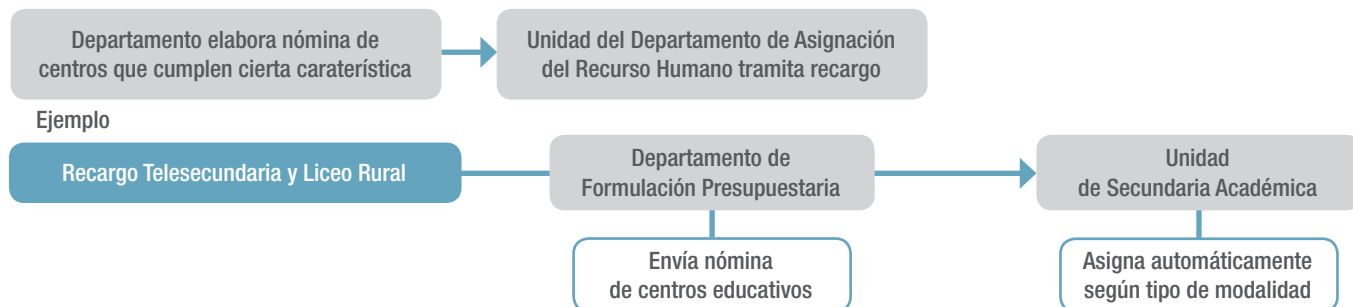 Departamento elabora nómina de
centros que cumplen cierta caraterística
Unidad del Departamento de Asignación
del Recurso Humano tramita recargo
Ejemplo
Recargo Telesecundaria y Liceo Rural
Departamento de
Formulación Presupuestaria
Unidad
de Secundaria Académica
Envía nómina
de centros educativos
Asigna automáticamente
según tipo de modalidad